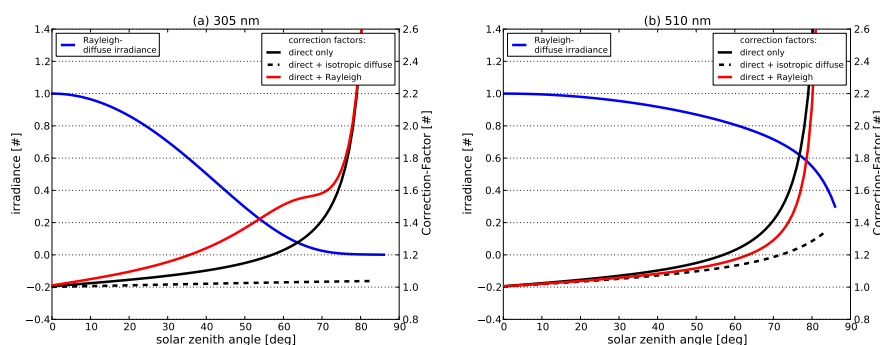 (a) 305 nm
1.4
1.2
1.0
0.8
0.6
0.4
0.2
0.0
−0.2
−0.4
irradiance [#]
Rayleigh-
diffuse irradiance
correction factors:
direct only
direct + isotropic diffuse
direct + Rayleigh
2.6
2.4
2.2
2.0
1.8
1.6
1.4
1.2
1.0
0.8
Correction-Factor [#]
0 10 20 30 40 50 60 70 80 90
solar zenith angle [deg]
(b) 510 nm
1.4
1.2
1.0
0.8
0.6
0.4
0.2
0.0
−0.2
−0.4
irradiance [#]
Rayleigh-
diffuse irradiance
correction factors:
direct only
direct + isotropic diffuse
direct + Rayleigh
2.6
2.4
2.2
2.0
1.8
1.6
1.4
1.2
1.0
0.8
Correction-Factor [#]
0 10 20 30 40 50 60 70 80 90
solar zenith angle [deg]